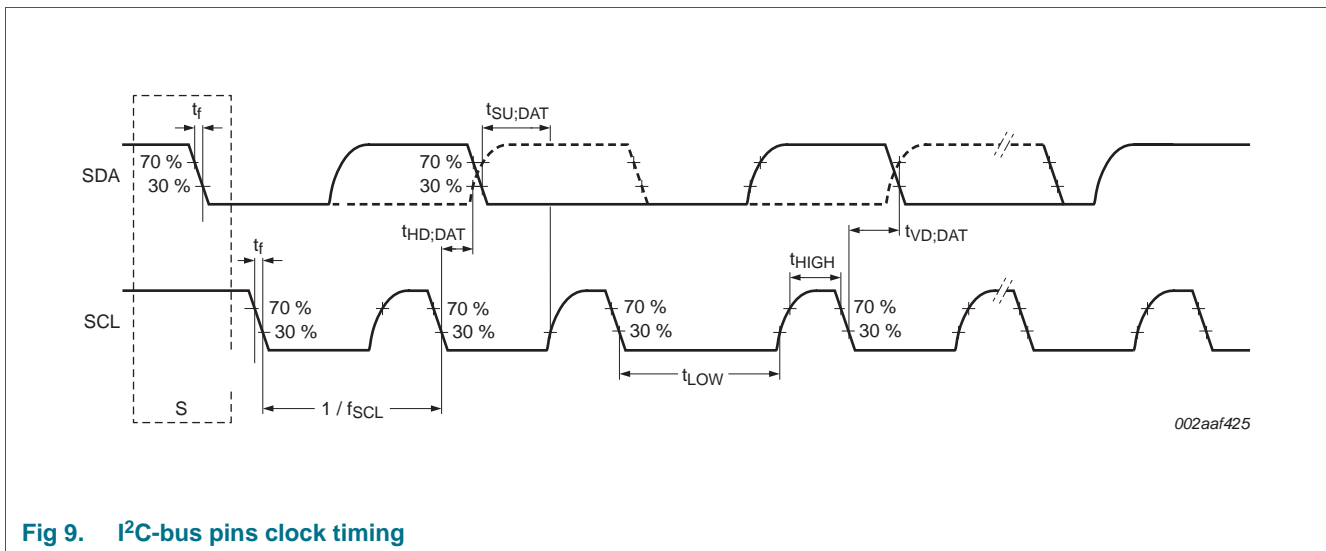 tf
tSU;DAT
70 %
30 %
SDA
70 %
30 %
tHD;DAT
tVD;DAT
tf
tHIGH
70 %
30 %
SCL
70 %
30 %
70 %
30 %
70 %
30 %
tLOW
S
1 / fSCL
002aaf425
Fig 9. I²C-bus pins clock timing